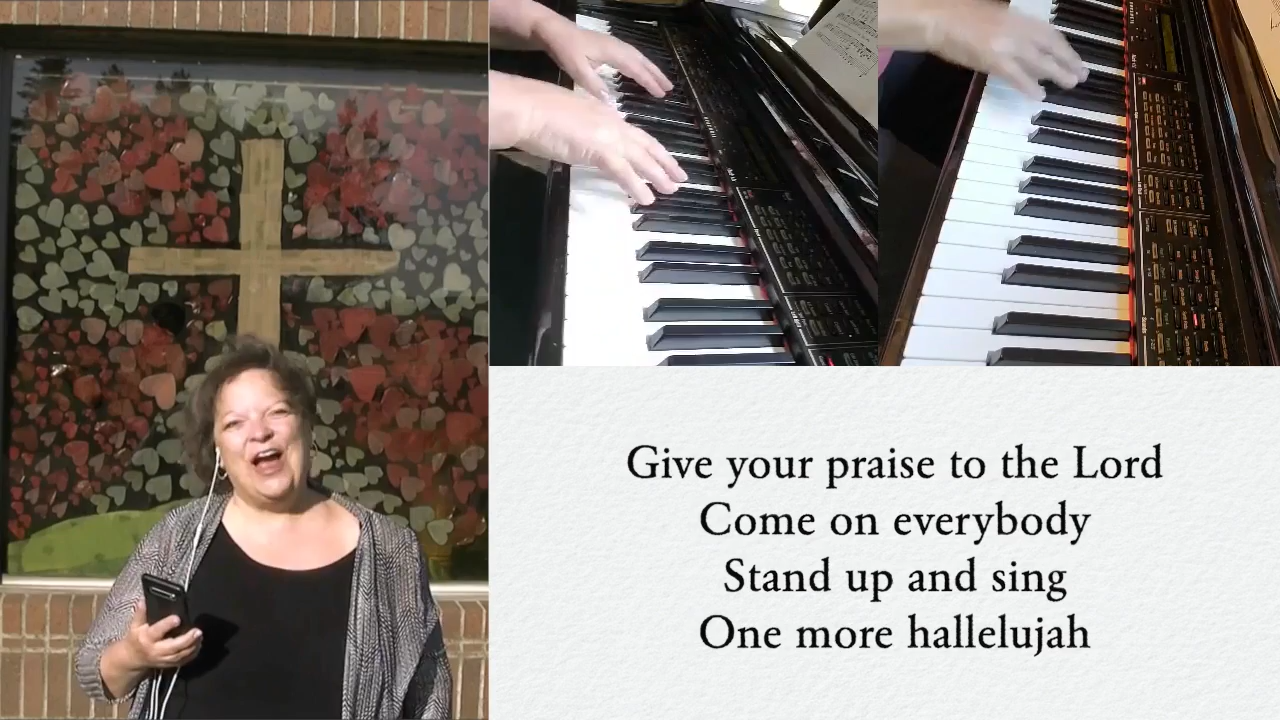 Give your praise to the Lord
Come on everybody
Stand up and sing
One more hallelujah